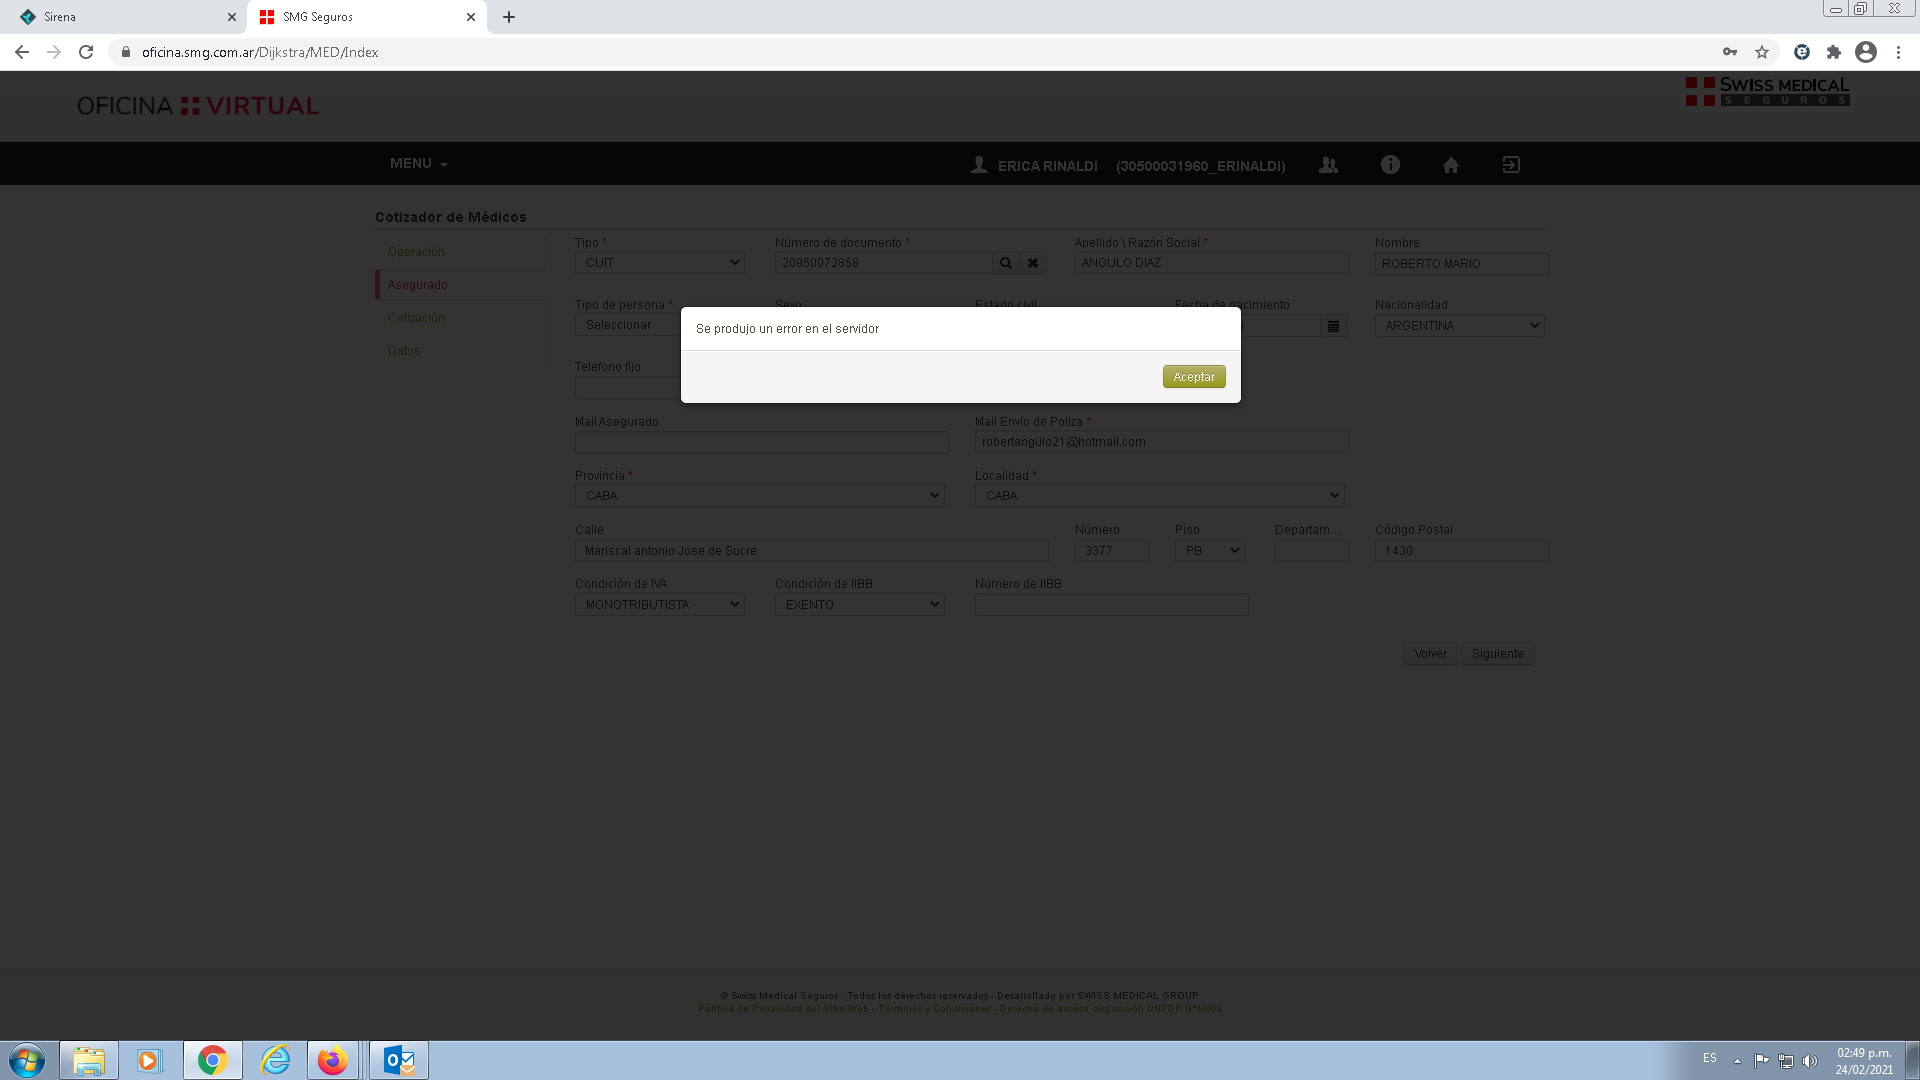 Sirena
SMG Seguros
oficina.smg.com.ar/Dijkstra/MED/Index
OFICINA VIRTUAL
SWISS MEDICAL
SEGUROS
MENU
ERICA RINALDI (30500031960_ERINALDI)
Cotizador de Médicos
Operación
Asegurado
Cotización
Datos
Tipo * Número de documento * Apellido \ Razón Social * Nombre
CUIT 20950072858 ANGULO DIAZ ROBERTO MARIO
Tipo de persona * Sexo Estado civil Fecha de nacimiento Nacionalidad
Seleccionar ARGENTINA
Se produjo un error en el servidor
Aceptar
Teléfono fijo
Mail Asegurado Mail Envío de Poliza *
robertangulo21@hotmail.com
Provincia * Localidad *
CABA CABA
Calle Número Piso Departam... Código Postal
Mariscal antonio Jose de Sucre 3377 PB 1430
Condición de IVA Condición de IIBB Número de IIBB
MONOTRIBUTISTA EXENTO
Volver Siguiente
© Swiss Medical Seguros - Todos los derechos reservados - Desarrollado por SWISS MEDICAL GROUP
Política de Privacidad del Sitio Web - Términos y Condiciones - Derecho de acceso disposición DNPDP N°10/08
ES
02:49 p.m.
24/02/2021